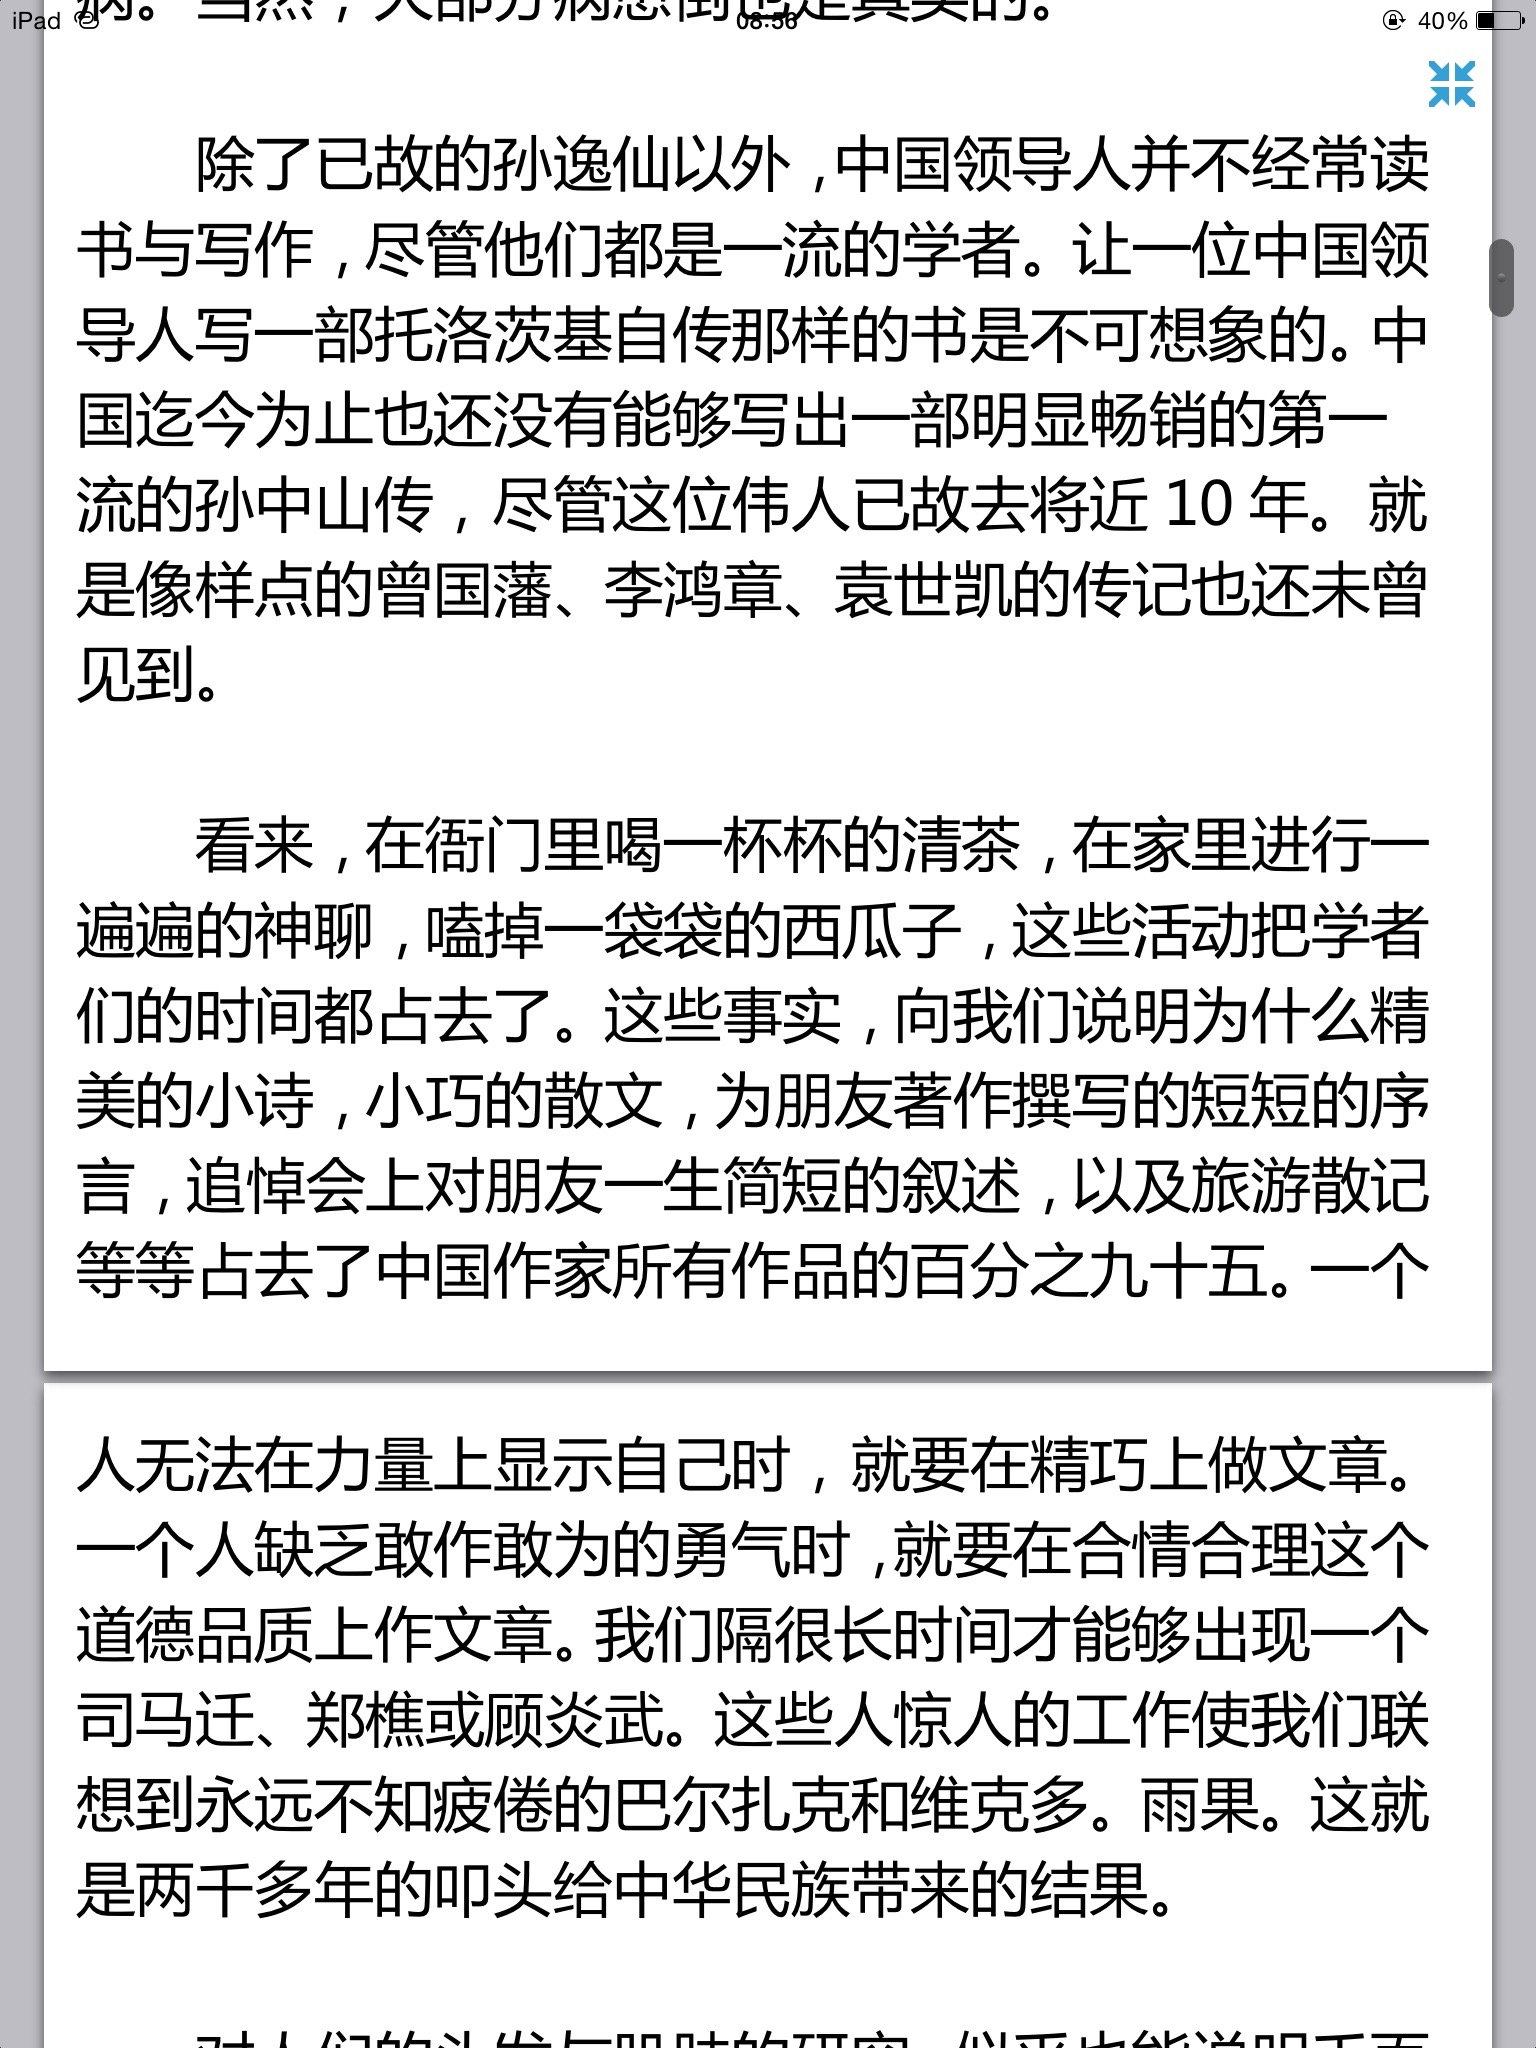 iPad 08:56 40%
除了已故的孙逸仙以外，中国领导人并不经常读
书与写作，尽管他们都是一流的学者。让一位中国领
导人写一部托洛茨基自传那样的书是不可想象的。中
国迄今为止也还没有能够写出一部明显畅销的第一
流的孙中山传，尽管这位伟人已故去将近 10 年。就
是像样点的曾国藩、李鸿章、袁世凯的传记也还未曾
见到。
看来，在衙门里喝一杯杯的清茶，在家里进行一
遍遍的神聊，嗑掉一袋袋的西瓜子，这些活动把学者
们的时间都占去了。这些事实，向我们说明为什么精
美的小诗，小巧的散文，为朋友著作撰写的短短的序
言，追悼会上对朋友一生简短的叙述，以及旅游散记
等等占去了中国作家所有作品的百分之九十五。一个
人无法在力量上显示自己时，就要在精巧上做文章。
一个人缺乏敢作敢为的勇气时，就要在合情合理这个
道德品质上作文章。我们隔很长时间才能够出现一个
司马迁、郑樵或顾炎武。这些人惊人的工作使我们联
想到永远不知疲倦的巴尔扎克和维克多。雨果。这就
是两千多年的叩头给中华民族带来的结果。